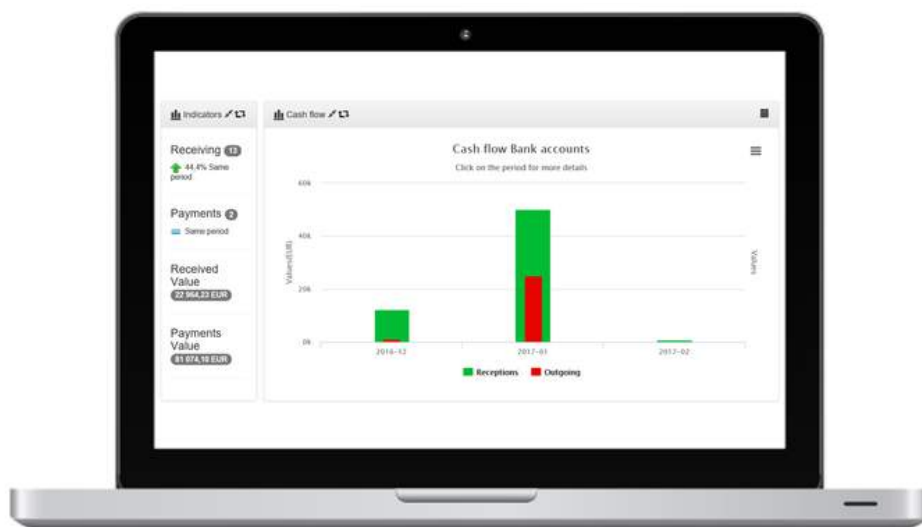 Indicators
Receiving 13
44,4% Same
period
Payments 2
Same period
Received
Value
22 964,23 EUR
Payments
Value
81 074,10 EUR
Cash flow
Cash flow Bank accounts
Click on the period for more details
60k
40k
20k
0k
Values(EUR)
Values
2016-12
2017-01
2017-02
Receptions
Outgoing